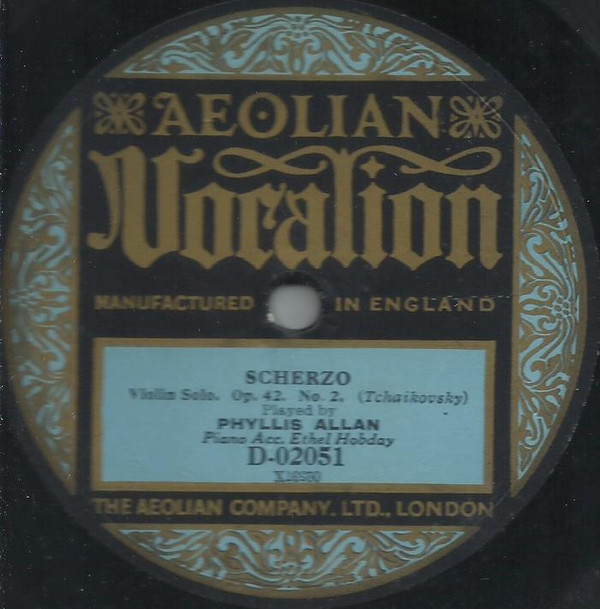 AEOLIAN
Vocalion
MANUFACTURED IN ENGLAND
SCHERZO
Violin Solo. Op. 42. No. 2. (Tchaikovsky)
Played by
PHYLLIS ALLAN
Piano Acc. Ethel Hobday
D-02051
THE AEOLIAN COMPANY. LTD., LONDON